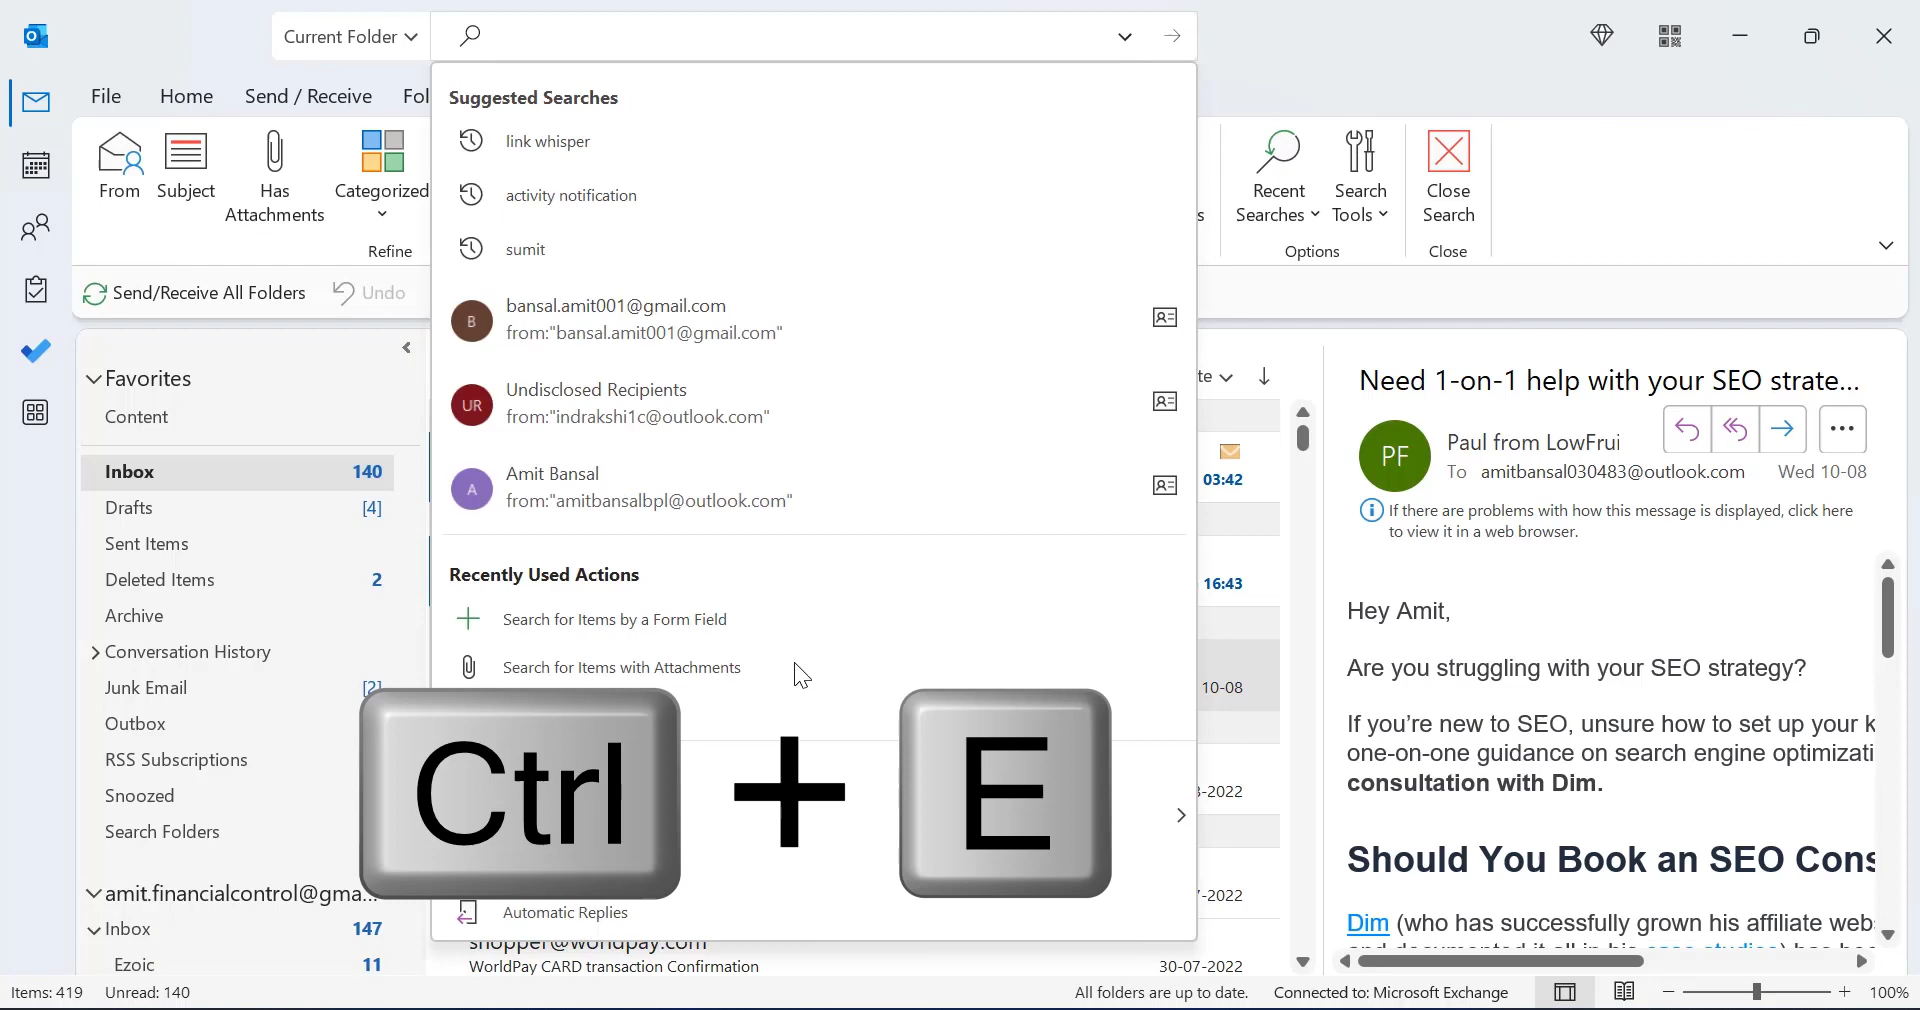 Current Folder
File Home Send / Receive Fol
Suggested Searches
link whisper
activity notification
sumit
bansal.amit001@gmail.com
from:"bansal.amit001@gmail.com"
Undisclosed Recipients
from:"indrakshi1c@outlook.com"
Amit Bansal
from:"amitbansalbpl@outlook.com"
Recently Used Actions
Search for Items by a Form Field
Search for Items with Attachments
Automatic Replies
From
Subject
Has
Attachments
Categorized
Refine
s
Recent
Searches
Search
Tools
Options
Close
Search
Close
Send/Receive All Folders Undo
Favorites
Content
Inbox 140
Drafts [4]
Sent Items
Deleted Items 2
Archive
Conversation History
Junk Email [2]
Outbox
RSS Subscriptions
Snoozed
Search Folders
amit.financialcontrol@gma...
Inbox 147
Ezoic 11
B
UR
A
Ctrl + E
te
03:42
16:43
10-08
-2022
-2022
shopper@worldpay.com
WorldPay CARD transaction Confirmation 30-07-2022
Need 1-on-1 help with your SEO strate...
PF
Paul from LowFrui
To amitbansal030483@outlook.com Wed 10-08
If there are problems with how this message is displayed, click here
to view it in a web browser.
Hey Amit,
Are you struggling with your SEO strategy?
If you're new to SEO, unsure how to set up your k
one-on-one guidance on search engine optimizati
consultation with Dim.
Should You Book an SEO Cons
Dim (who has successfully grown his affiliate web
Items: 419 Unread: 140 All folders are up to date. Connected to: Microsoft Exchange 100%